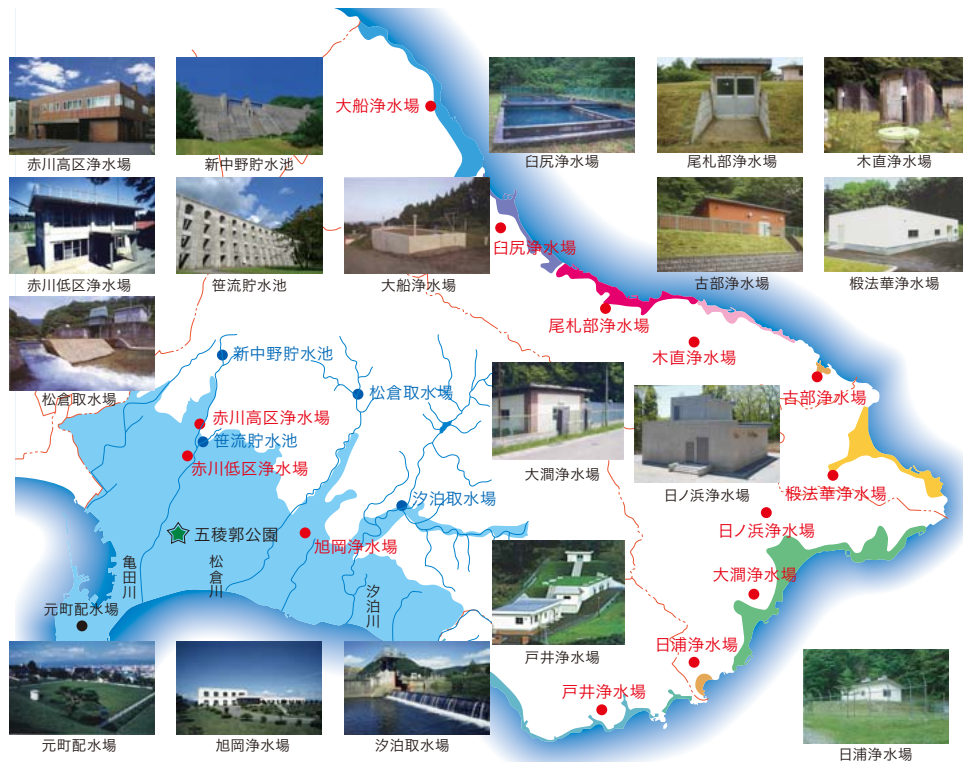 大船浄水場
赤川高区浄水場
新中野貯水池
臼尻浄水場
尾札部浄水場
木直浄水場
赤川低区浄水場
笹流貯水池
大船浄水場
臼尻浄水場
古部浄水場
椴法華浄水場
尾札部浄水場
木直浄水場
新中野貯水池
松倉取水場
松倉取水場
古部浄水場
赤川高区浄水場
笹流貯水池
赤川低区浄水場
大澗浄水場
日ノ浜浄水場
椴法華浄水場
汐泊取水場
日ノ浜浄水場
五稜郭公園
旭岡浄水場
亀田川
松倉川
汐泊川
大澗浄水場
元町配水場
戸井浄水場
日浦浄水場
戸井浄水場
元町配水場
旭岡浄水場
汐泊取水場
日浦浄水場